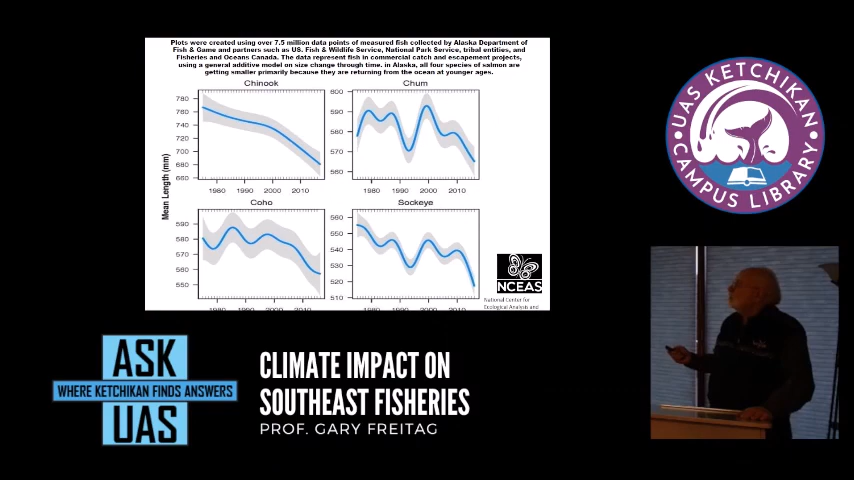 Plots were created using over 7.5 million data points of measured fish collected by Alaska Department of
Fish & Game and partners such as US. Fish & Wildlife Service, National Park Service, tribal entities, and
Fisheries and Oceans Canada. The data represent fish in commercial catch and escapement projects,
using a general additive model on size change through time. in Alaska, all four species of salmon are
getting smaller primarily because they are returning from the ocean at younger ages.
Chinook
Chum
780
760
740
720
700
680
660
1980
1990
2000
2010
600
590
580
570
560
1980
1990
2000
2010
Mean Length (mm)
Coho
Sockeye
590
580
570
560
550
1980
1990
2000
2010
560
550
540
530
520
510
1980
1990
2000
2010
NCEAS
National Center for
Ecological Analysis and
UAS KETCHIKAN
CAMPUS LIBRARY
ASK
WHERE KETCHIKAN FINDS ANSWERS
UAS
CLIMATE IMPACT ON
SOUTHEAST FISHERIES
PROF. GARY FREITAG